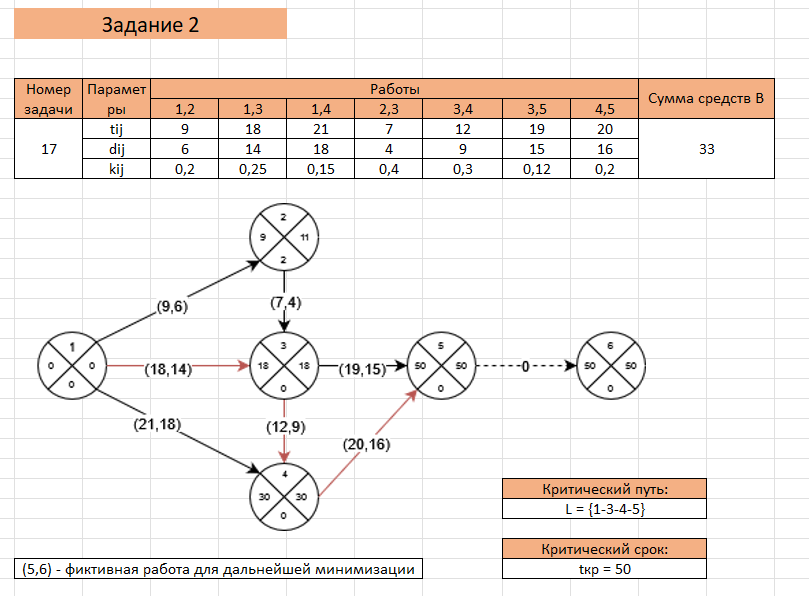 Задание 2
Номер задачи Параметры Работы Сумма средств B
1,2 1,3 1,4 2,3 3,4 3,5 4,5
17 tij 9 18 21 7 12 19 20 33
dij 6 14 18 4 9 15 16
kij 0,2 0,25 0,15 0,4 0,3 0,12 0,2
2
9 11
2
(9,6) (7,4)
1
0 0
0
(18,14)
3
18 18
0
(19,15)
5
50 50
0
0
6
50 50
0
(21,18) (12,9) (20,16)
4
30 30
0
Критический путь:
L = {1-3-4-5}
Критический срок:
tкр = 50
(5,6) - фиктивная работа для дальнейшей минимизации